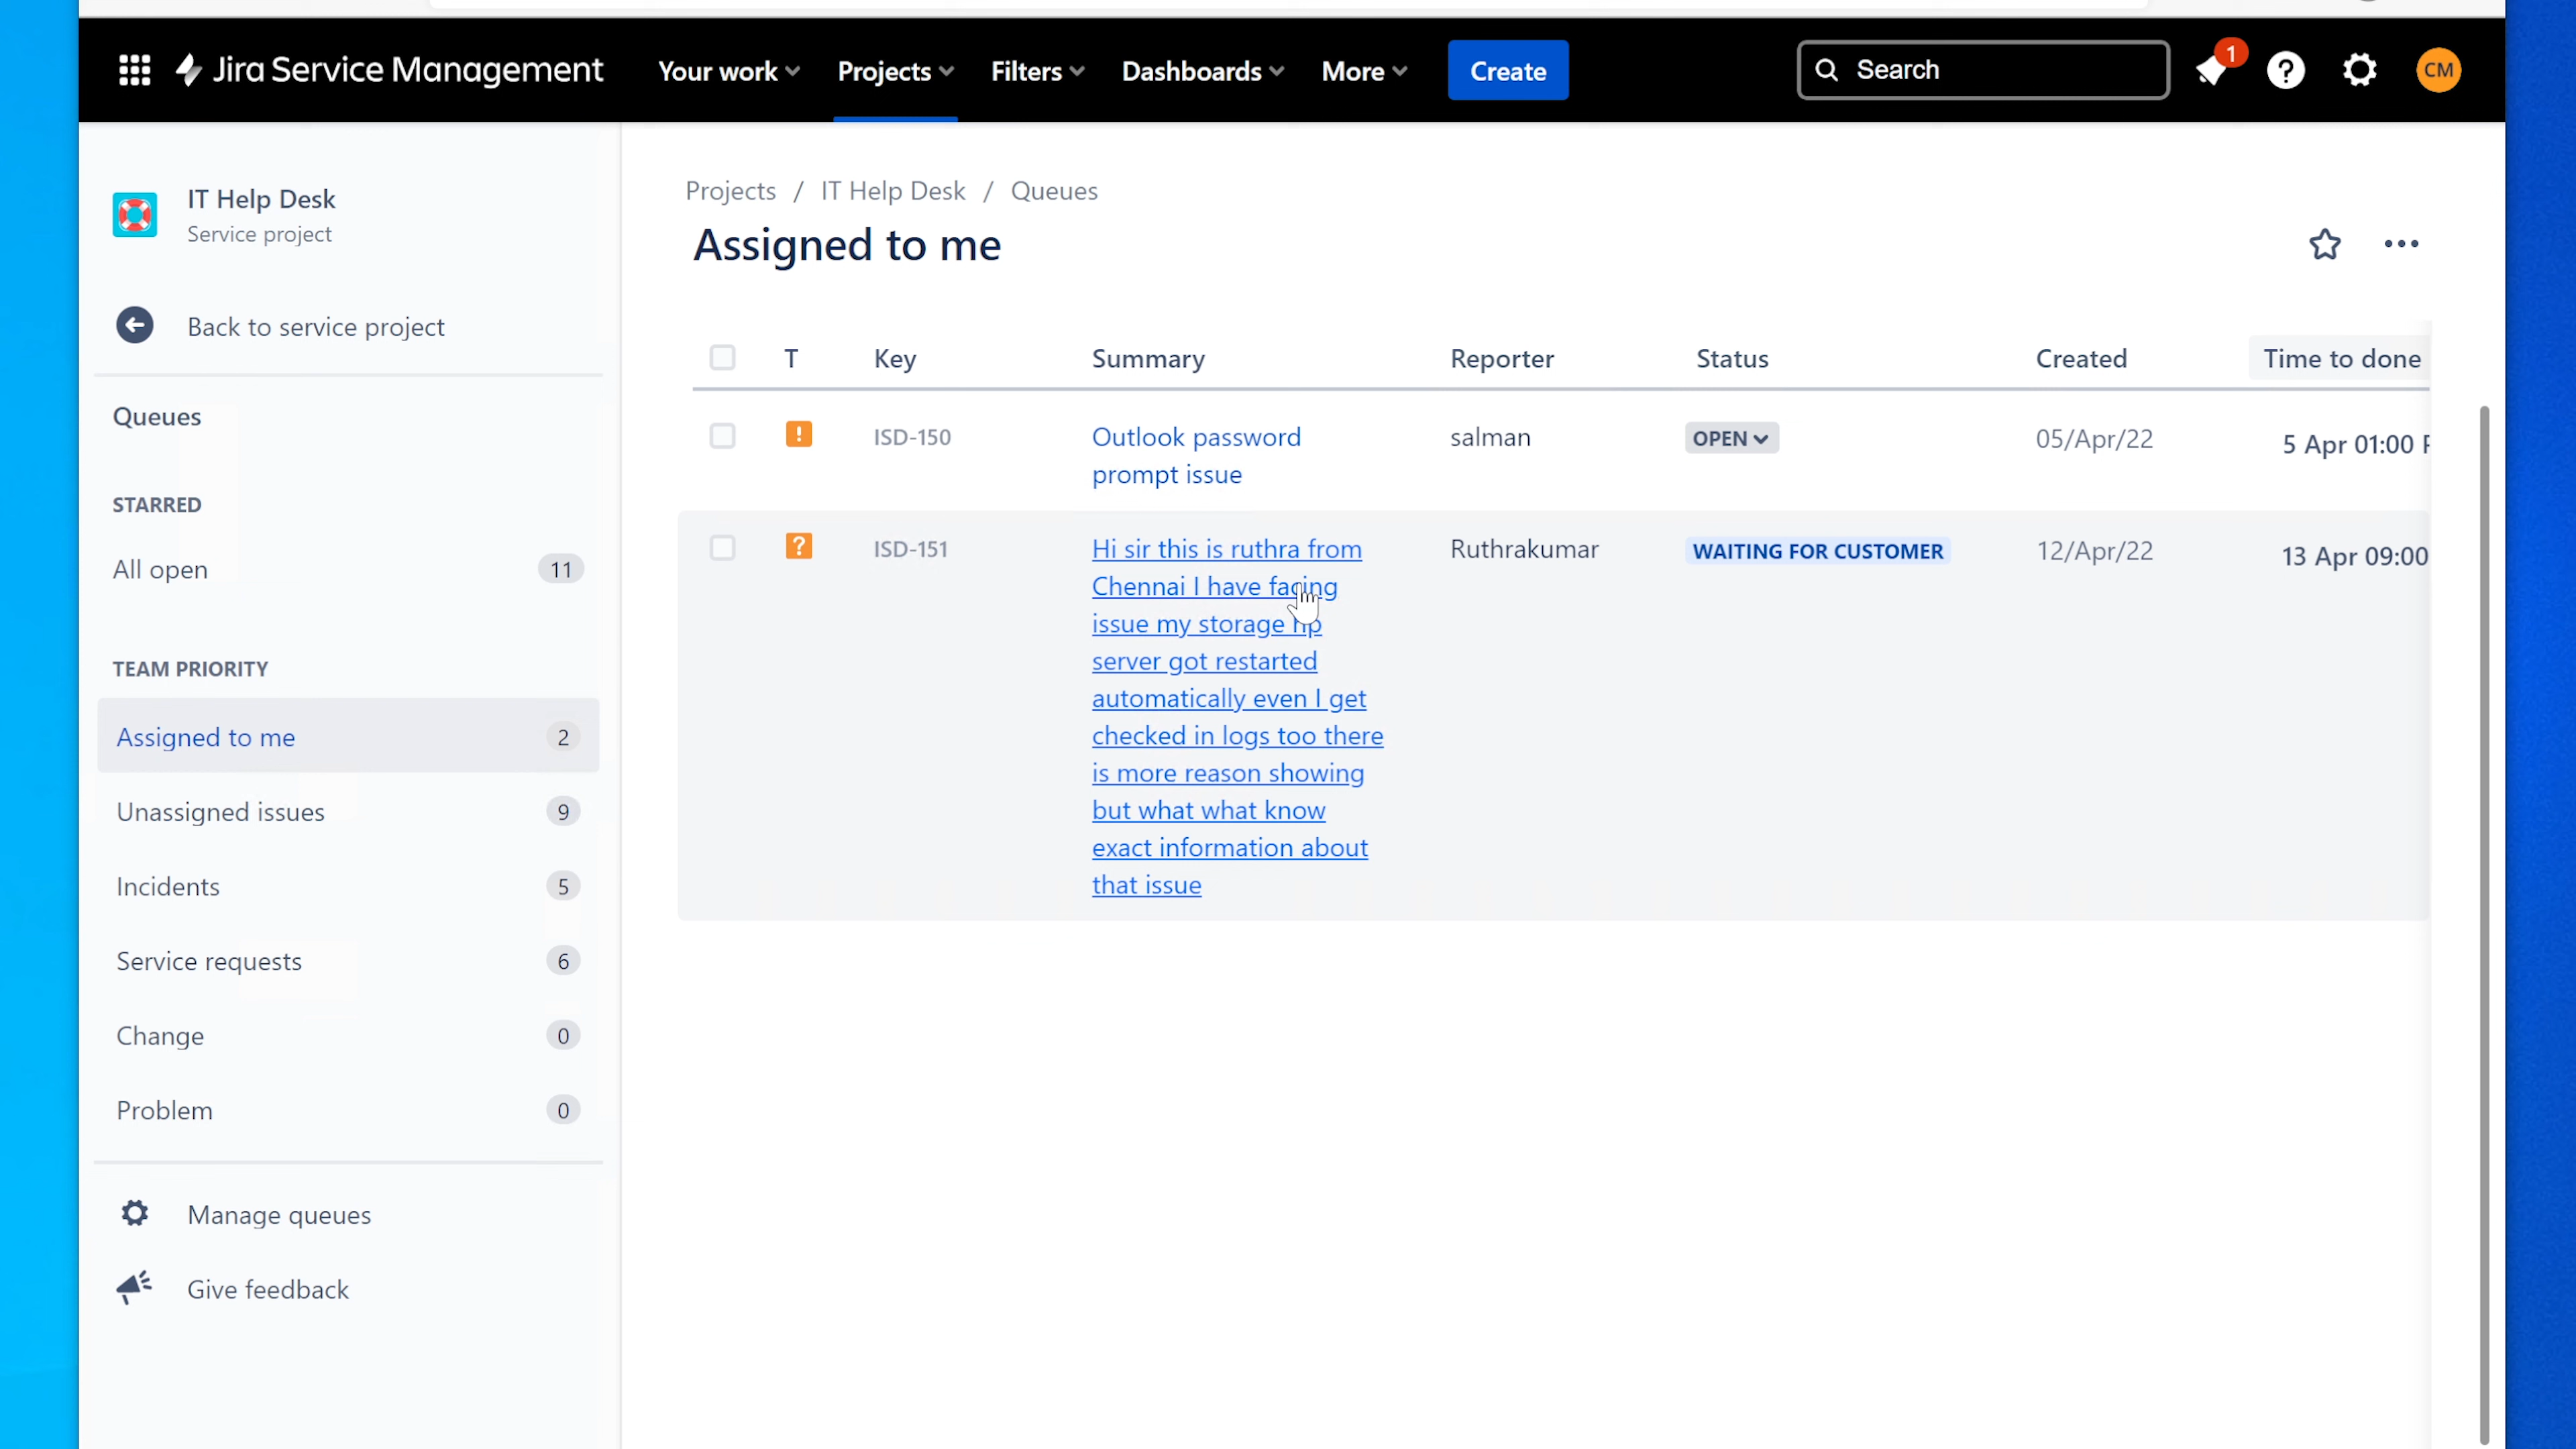 Jira Service Management Your work Projects Filters Dashboards More Create Search 1 ? CM
IT Help Desk
Service project
Back to service project
Queues
STARRED
All open 11
TEAM PRIORITY
Assigned to me 2
Unassigned issues 9
Incidents 5
Service requests 6
Change 0
Problem 0
Manage queues
Give feedback
Projects / IT Help Desk / Queues
Assigned to me
T Key Summary Reporter Status Created Time to done
! ISD-150 Outlook password salman OPEN 05/Apr/22 5 Apr 01:00
prompt issue
? ISD-151 Hi sir this is ruthra from Ruthrakumar WAITING FOR CUSTOMER 12/Apr/22 13 Apr 09:00
Chennai I have facing
issue my storage hp
server got restarted
automatically even I get
checked in logs too there
is more reason showing
but what what know
exact information about
that issue